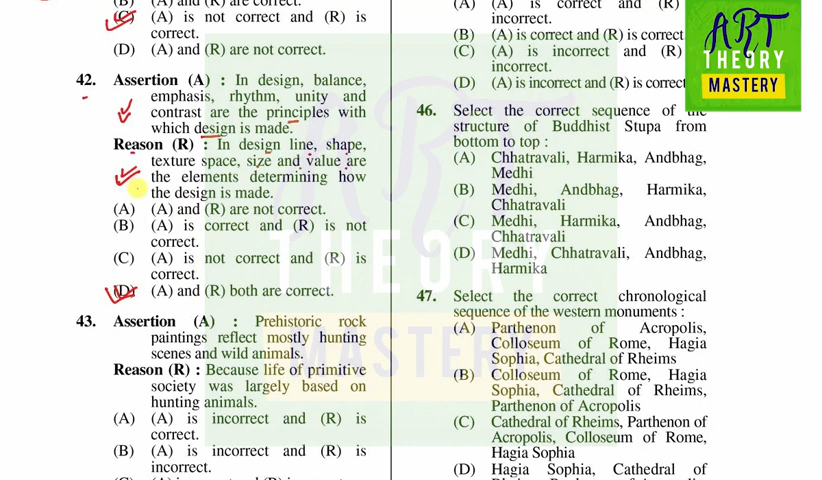 (B) (A) and (R) are correct.
(C) (A) is not correct and (R) is
correct.
(D) (A) and (R) are not correct.
42. Assertion (A) : In design, balance,
emphasis, rhythm, unity and
contrast are the principles with
which design is made.
Reason (R) : In design line, shape,
texture space, size and value are
the elements determining how
the design is made.
(A) (A) and (R) are not correct.
(B) (A) is correct and (R) is not
correct.
(C) (A) is not correct and (R) is
correct.
(D) (A) and (R) both are correct.
43. Assertion (A) : Prehistoric rock
paintings reflect mostly hunting
scenes and wild animals.
Reason (R) : Because life of primitive
society was largely based on
hunting animals.
(A) (A) is incorrect and (R) is
correct.
(B) (A) is incorrect and (R) is
incorrect.
(A) (A) is correct and (R)
incorrect.
(B) (A) is correct and (R) is correct
(C) (A) is incorrect and (R)
incorrect.
(D) (A) is incorrect and (R) is correct
46. Select the correct sequence of the
structure of Buddhist Stupa from
bottom to top :
(A) Chhatravali, Harmika, Andbhag,
Medhi
(B) Medhi, Andbhag, Harmika,
Chhatravali
(C) Medhi, Harmika, Andbhag,
Chhatravali
(D) Medhi, Chhatravali, Andbhag,
Harmika
47. Select the correct chronological
sequence of the western monuments :
(A) Parthenon of Acropolis,
Colloseum of Rome, Hagia
Sophia, Cathedral of Rheims
(B) Colloseum of Rome, Hagia
Sophia, Cathedral of Rheims,
Parthenon of Acropolis
(C) Cathedral of Rheims, Parthenon of
Acropolis, Colloseum of Rome,
Hagia Sophia
(D) Hagia Sophia, Cathedral of
ART
THEORY
MASTERY
ART
THEORY
MASTERY